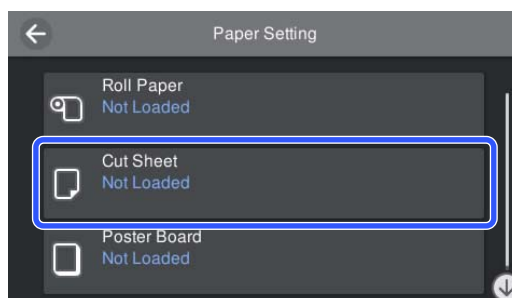 Paper Setting
Roll Paper
Not Loaded
Cut Sheet
Not Loaded
Poster Board
Not Loaded